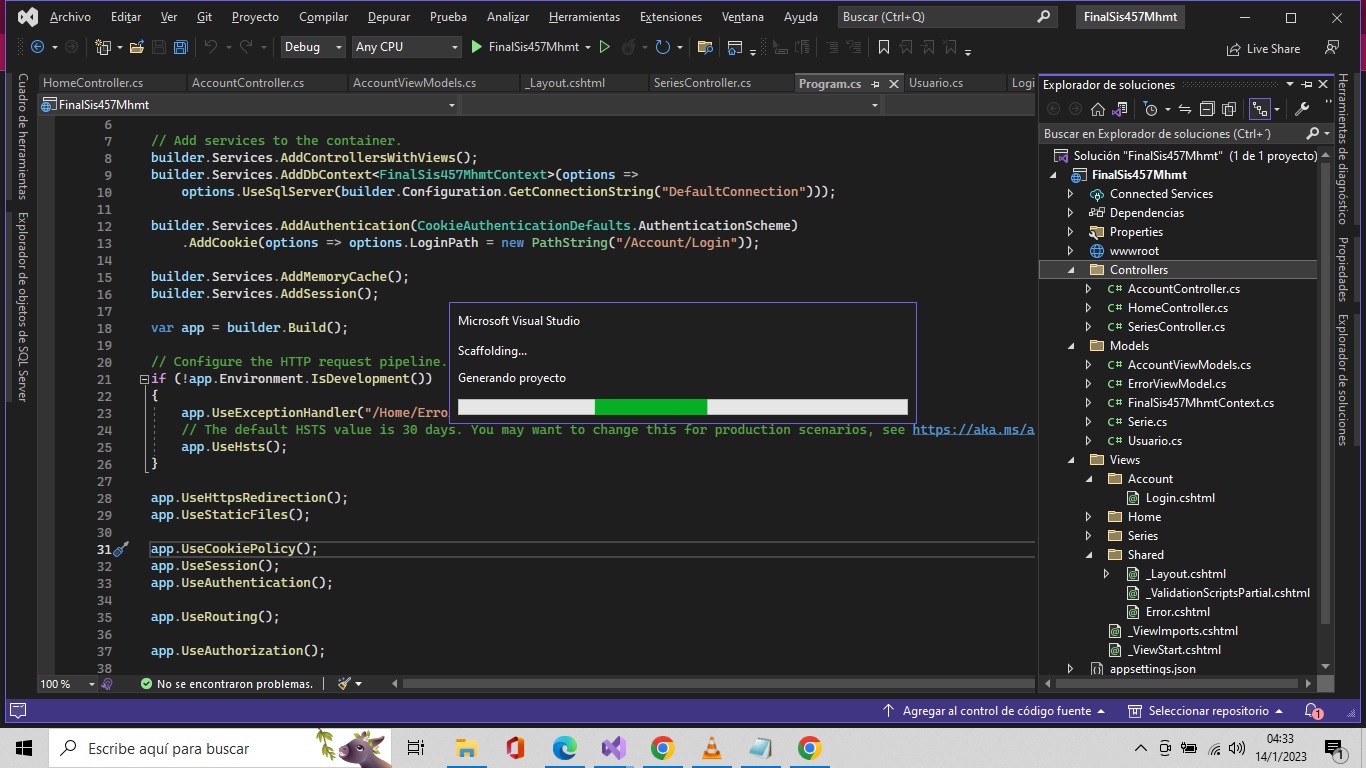 Archivo Editar Ver Git Proyecto Compilar Depurar Prueba Analizar Herramientas Extensiones Ventana Ayuda Buscar (Ctrl+Q) FinalSis457Mhmt
Debug Any CPU FinalSis457Mhmt Live Share
HomeController.cs AccountController.cs AccountViewModels.cs _Layout.cshtml SeriesController.cs Program.cs Usuario.cs Logi
FinalSis457Mhmt
Cuadro de herramientas
Explorador de objetos de SQL Server
6
7 // Add services to the container.
8 builder.Services.AddControllersWithViews();
9 builder.Services.AddDbContext<FinalSis457MhmtContext>(options =>
10 options.UseSqlServer(builder.Configuration.GetConnectionString("DefaultConnection")));
11
12 builder.Services.AddAuthentication(CookieAuthenticationDefaults.AuthenticationScheme)
13 .AddCookie(options => options.LoginPath = new PathString("/Account/Login"));
14
15 builder.Services.AddMemoryCache();
16 builder.Services.AddSession();
17
18 var app = builder.Build();
19
20 // Configure the HTTP request pipeline.
21 if (!app.Environment.IsDevelopment())
22 {
23 app.UseExceptionHandler("/Home/Erro
24 // The default HSTS value is 30 days. You may want to change this for production scenarios, see https://aka.ms/a
25 app.UseHsts();
26 }
27
28 app.UseHttpsRedirection();
29 app.UseStaticFiles();
30
31 app.UseCookiePolicy();
32 app.UseSession();
33 app.UseAuthentication();
34
35 app.UseRouting();
36
37 app.UseAuthorization();
38
Microsoft Visual Studio
Scaffolding...
Generando proyecto
100 % No se encontraron problemas.
Explorador de soluciones
Buscar en Explorador de soluciones (Ctrl+´)
Solución "FinalSis457Mhmt" (1 de 1 proyecto)
FinalSis457Mhmt
Connected Services
Dependencias
Properties
wwwroot
Controllers
C# AccountController.cs
C# HomeController.cs
C# SeriesController.cs
Models
C# AccountViewModels.cs
C# ErrorViewModel.cs
C# FinalSis457MhmtContext.cs
C# Serie.cs
C# Usuario.cs
Views
Account
Login.cshtml
Home
Series
Shared
_Layout.cshtml
_ValidationScriptsPartial.cshtml
Error.cshtml
_ViewImports.cshtml
_ViewStart.cshtml
appsettings.json
Herramientas de diagnóstico
Propiedades
Explorador de soluciones
Agregar al control de código fuente Seleccionar repositorio 1
Escribe aquí para buscar
04:33
14/1/2023
1